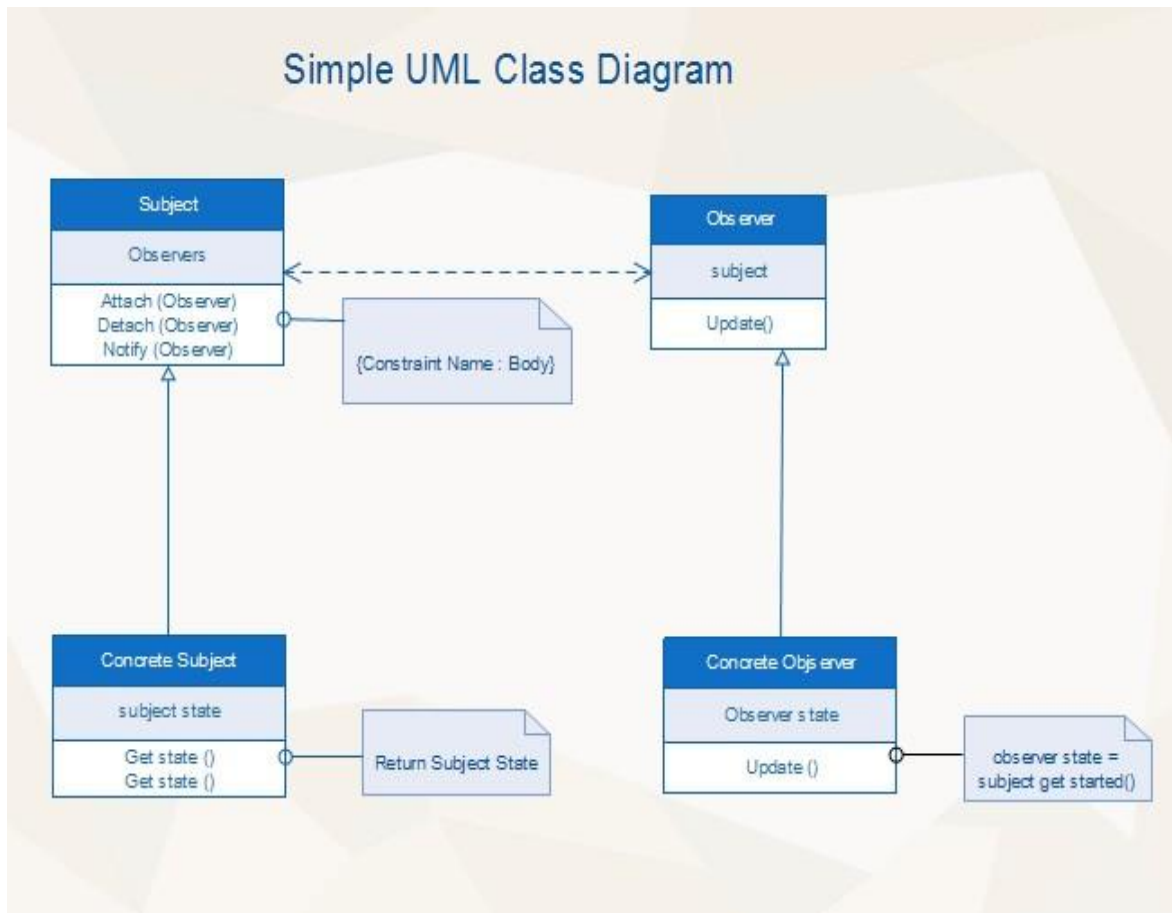 Simple UML Class Diagram
Subject
Observers
Attach (Observer)
Detach (Observer)
Notify (Observer)
{Constraint Name : Body}
Observer
subject
Update()
Concrete Subject
subject state
Get state ()
Get state ()
Return Subject State
Concrete Objserver
Observer state
Update ()
observer state =
subject get started()